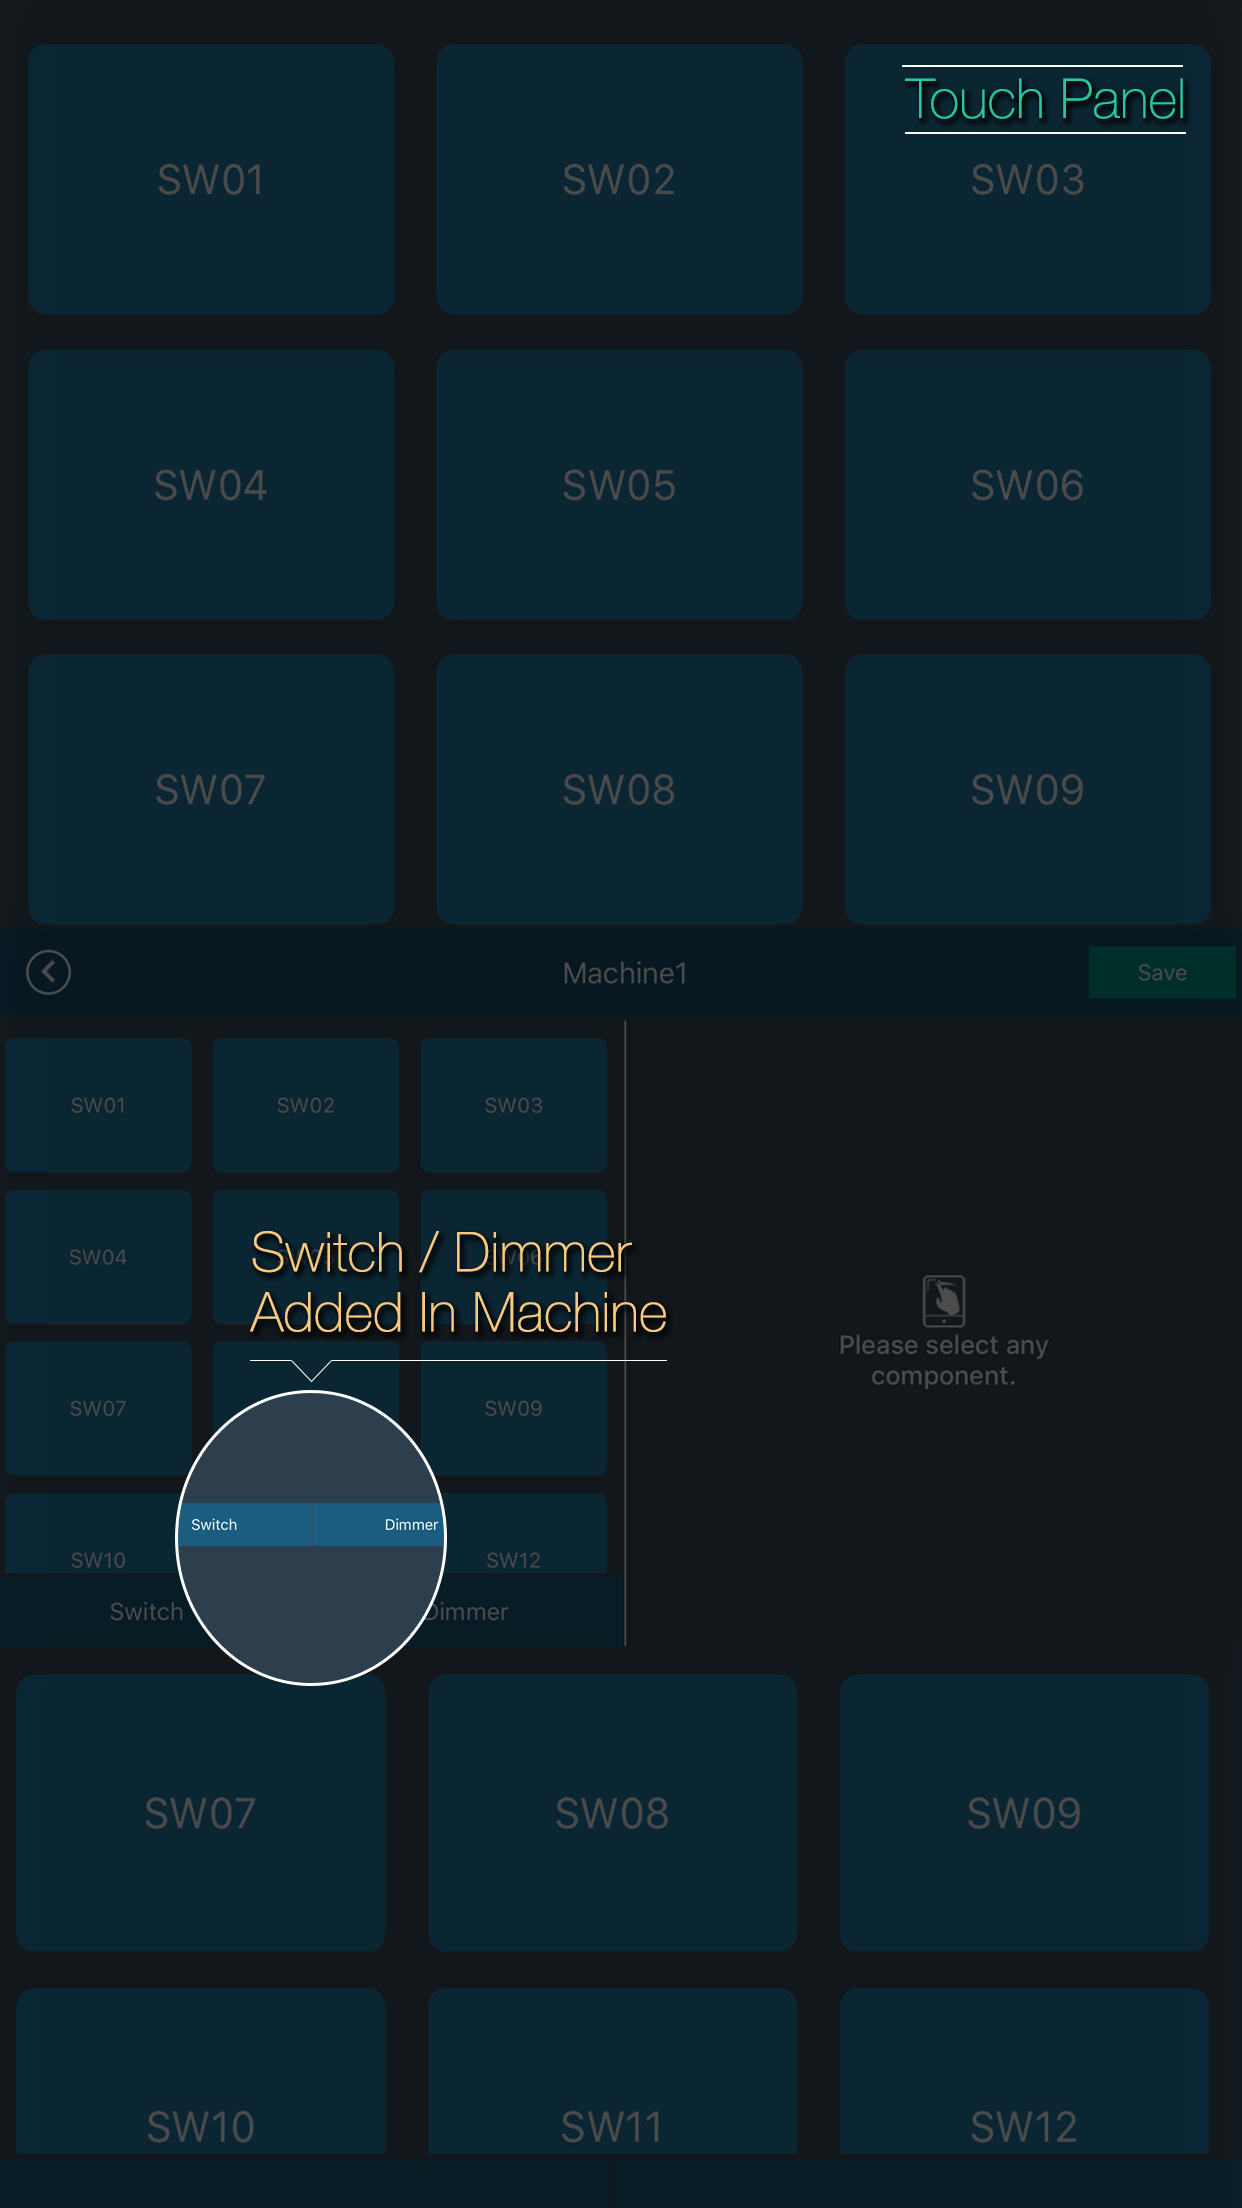 Touch Panel
SW01 SW02 SW03
SW04 SW05 SW06
SW07 SW08 SW09
Machine1 Save
SW01 SW02 SW03
SW04
Switch / Dimmer
Added In Machine
Please select any
component.
SW07 SW09
Switch Dimmer
SW10 SW12
Switch Dimmer
SW07 SW08 SW09
SW10 SW11 SW12